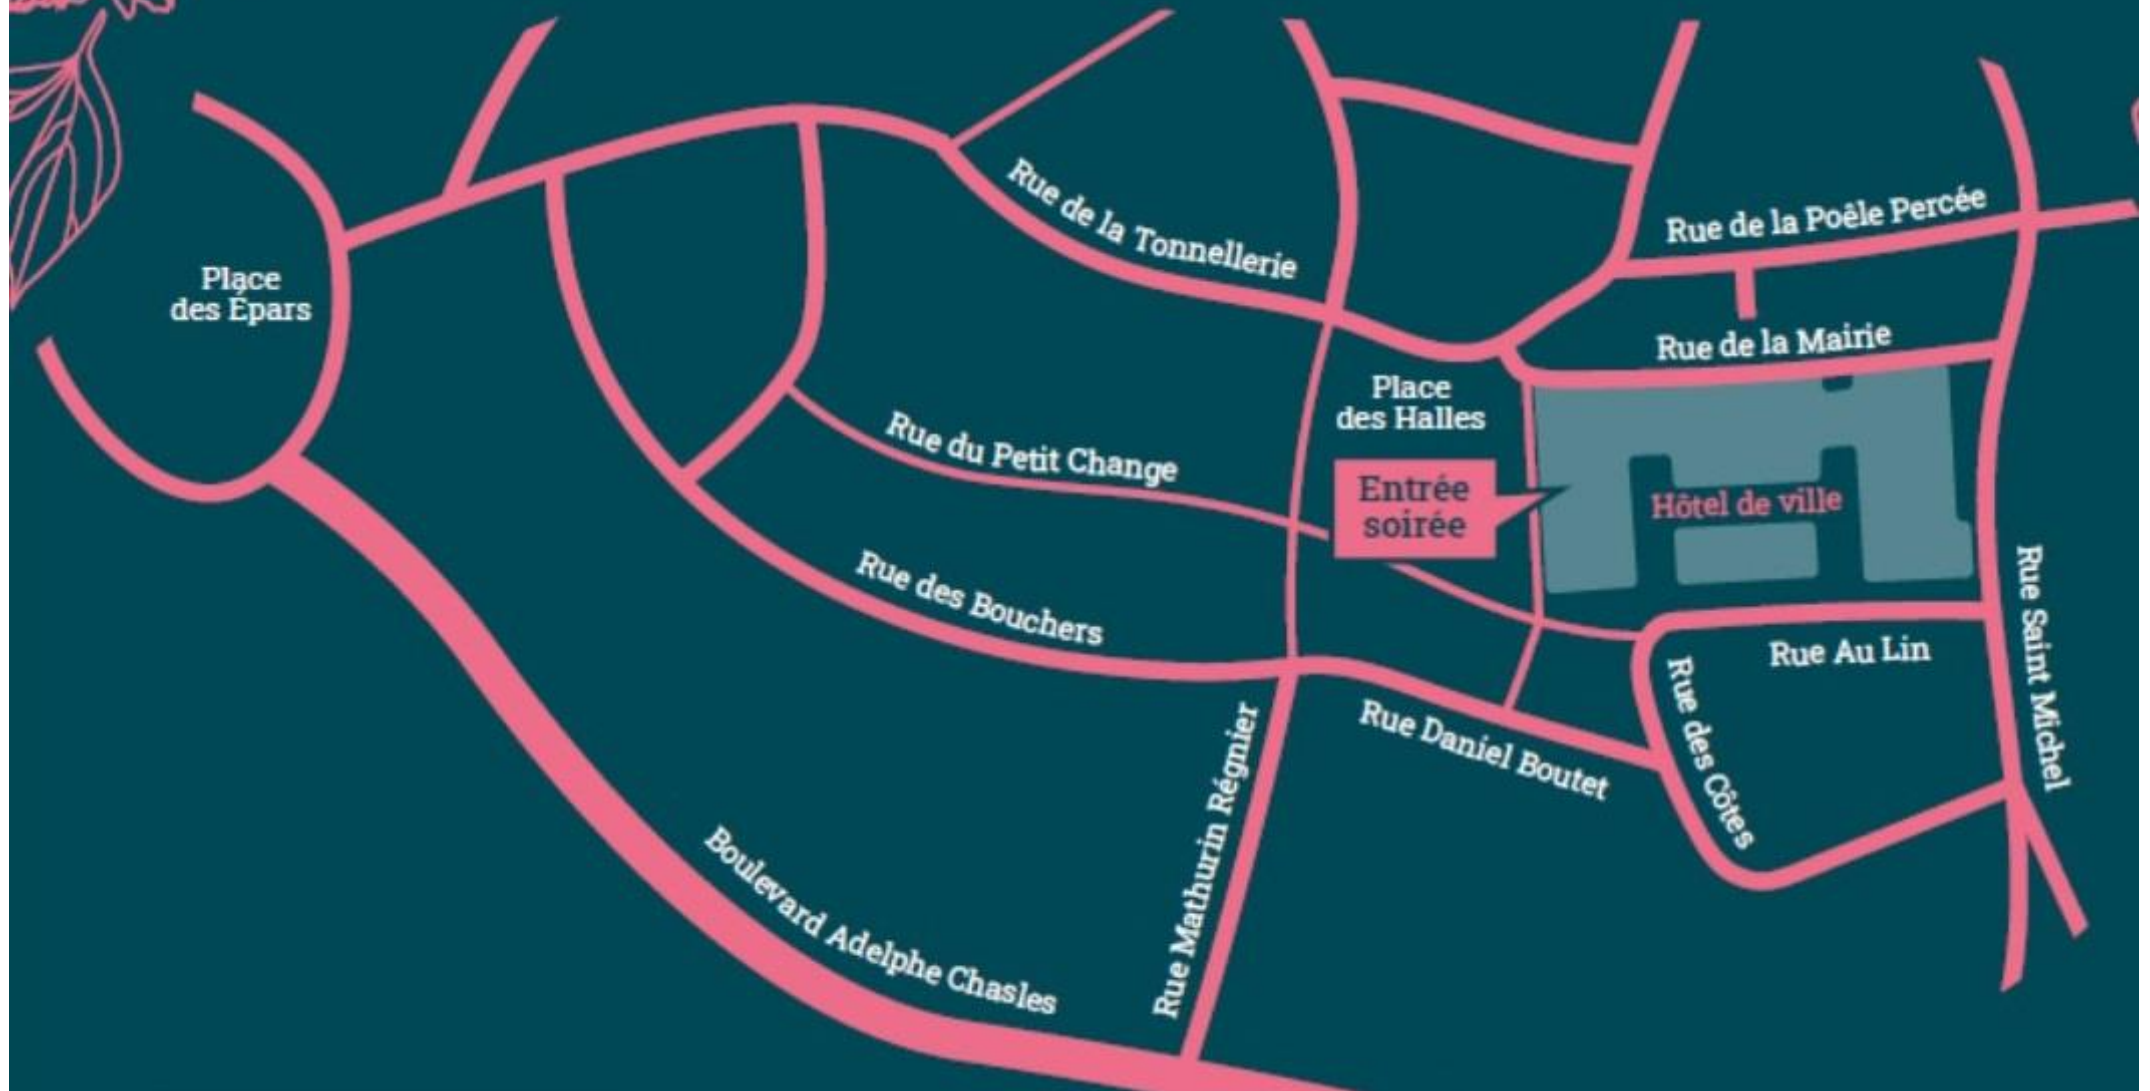 Place
des Épars
Rue de la Tonnellerie
Rue de la Poêle Percée
Rue de la Mairie
Place
des Halles
Rue du Petit Change
Entrée
soirée
Hôtel de ville
Rue des Bouchers
Rue Au Lin
Rue Saint Michel
Rue des Côtes
Rue Daniel Boutet
Rue Mathurin Régnier
Boulevard Adelphe Chasles